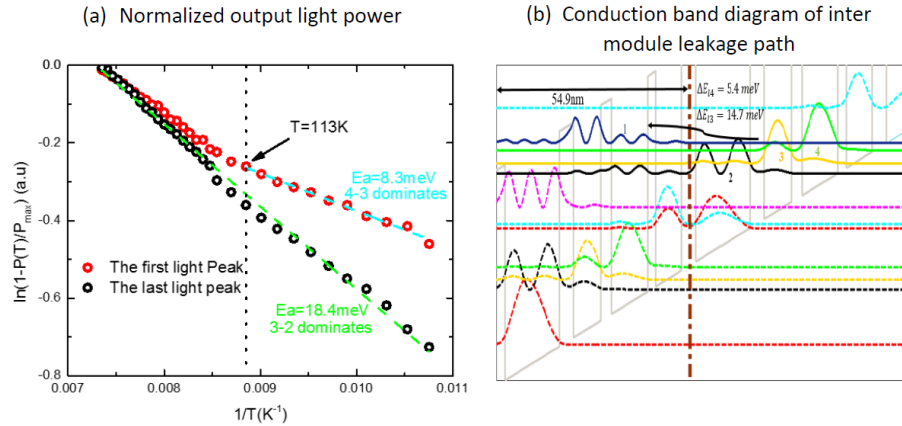 (a) Normalized output light power
(b) Conduction band diagram of inter
module leakage path
0.0
-0.2
-0.4
-0.6
-0.8
ln(1-P(T)/Pmax) (a.u)
T=113K
Ea=8.3meV
4-3 dominates
The first light Peak
The last light peak
Ea=18.4meV
3-2 dominates
0.007
0.008
0.009
0.010
0.011
1/T(K⁻¹)
54.9nm
ΔEl4 = 5.4 meV
ΔEl3 = 14.7 meV
1
2
3
4